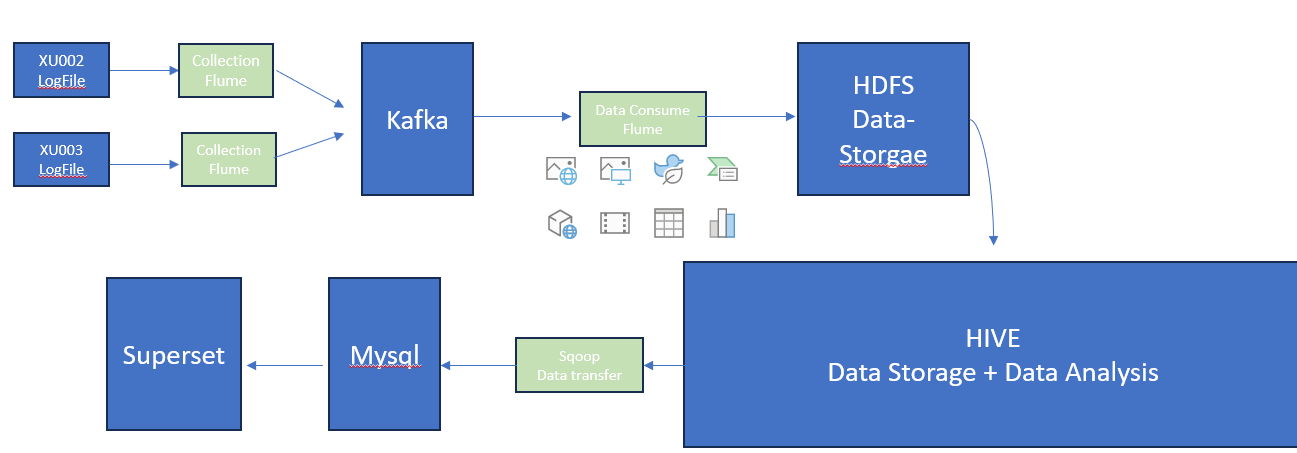 XU002
LogFile
Collection
Flume
XU003
LogFile
Collection
Flume
Kafka
Data Consume
Flume
HDFS
Data-
Storgae
Superset
Mysql
Sqoop
Data transfer
HIVE
Data Storage + Data Analysis